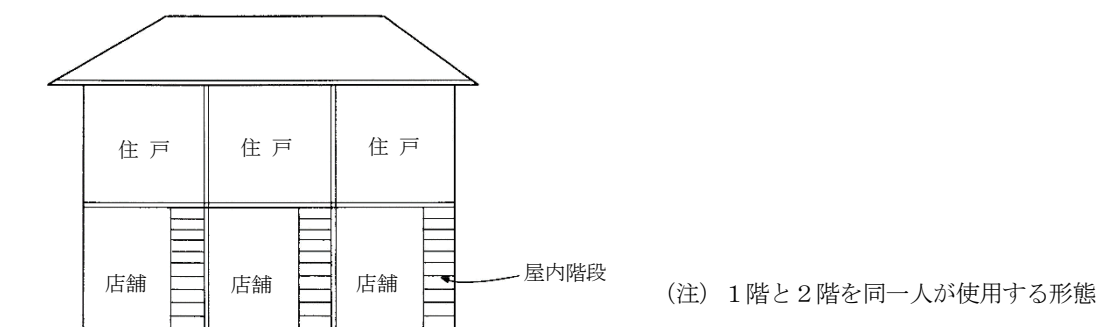 住 戸
住 戸
住 戸
店舗
店舗
店舗
屋内階段
（注） １階と２階を同一人が使用する形態